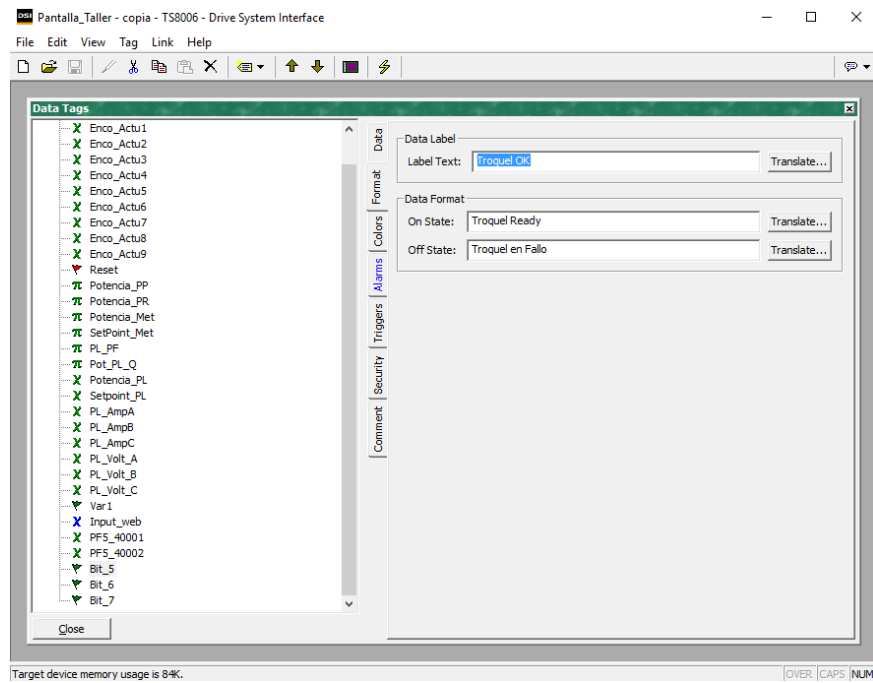 DSI Pantalla_Taller - copia - TS8006 - Drive System Interface
File Edit View Tag Link Help
Data Tags
Enco_Actu1
Enco_Actu2
Enco_Actu3
Enco_Actu4
Enco_Actu5
Enco_Actu6
Enco_Actu7
Enco_Actu8
Enco_Actu9
Reset
Potencia_PP
Potencia_PR
Potencia_Met
SetPoint_Met
PL_PF
Pot_PL_Q
Potencia_PL
Setpoint_PL
PL_AmpA
PL_AmpB
PL_AmpC
PL_Volt_A
PL_Volt_B
PL_Volt_C
Var1
Input_web
PF5_40001
PF5_40002
Bit_5
Bit_6
Bit_7
Close
Data
Format
Colors
Alarms
Triggers
Security
Comment
Data Label
Label Text: Troquel OK Translate...
Data Format
On State: Troquel Ready Translate...
Off State: Troquel en Fallo Translate...
Target device memory usage is 84K. OVER CAPS NUM